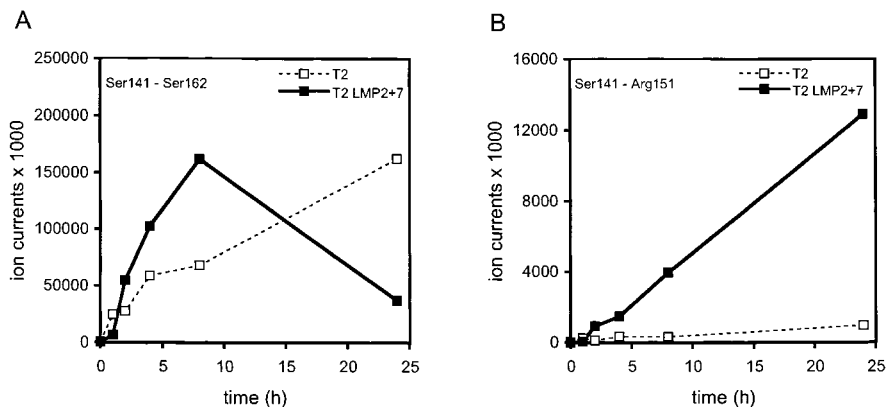 A
Ser141 - Ser162
T2
T2 LMP2+7
250000
200000
150000
100000
50000
0
ion currents x 1000
0 5 10 15 20 25
time (h)
B
Ser141 - Arg151
T2
T2 LMP2+7
16000
12000
8000
4000
0
ion currents x 1000
0 5 10 15 20 25
time (h)